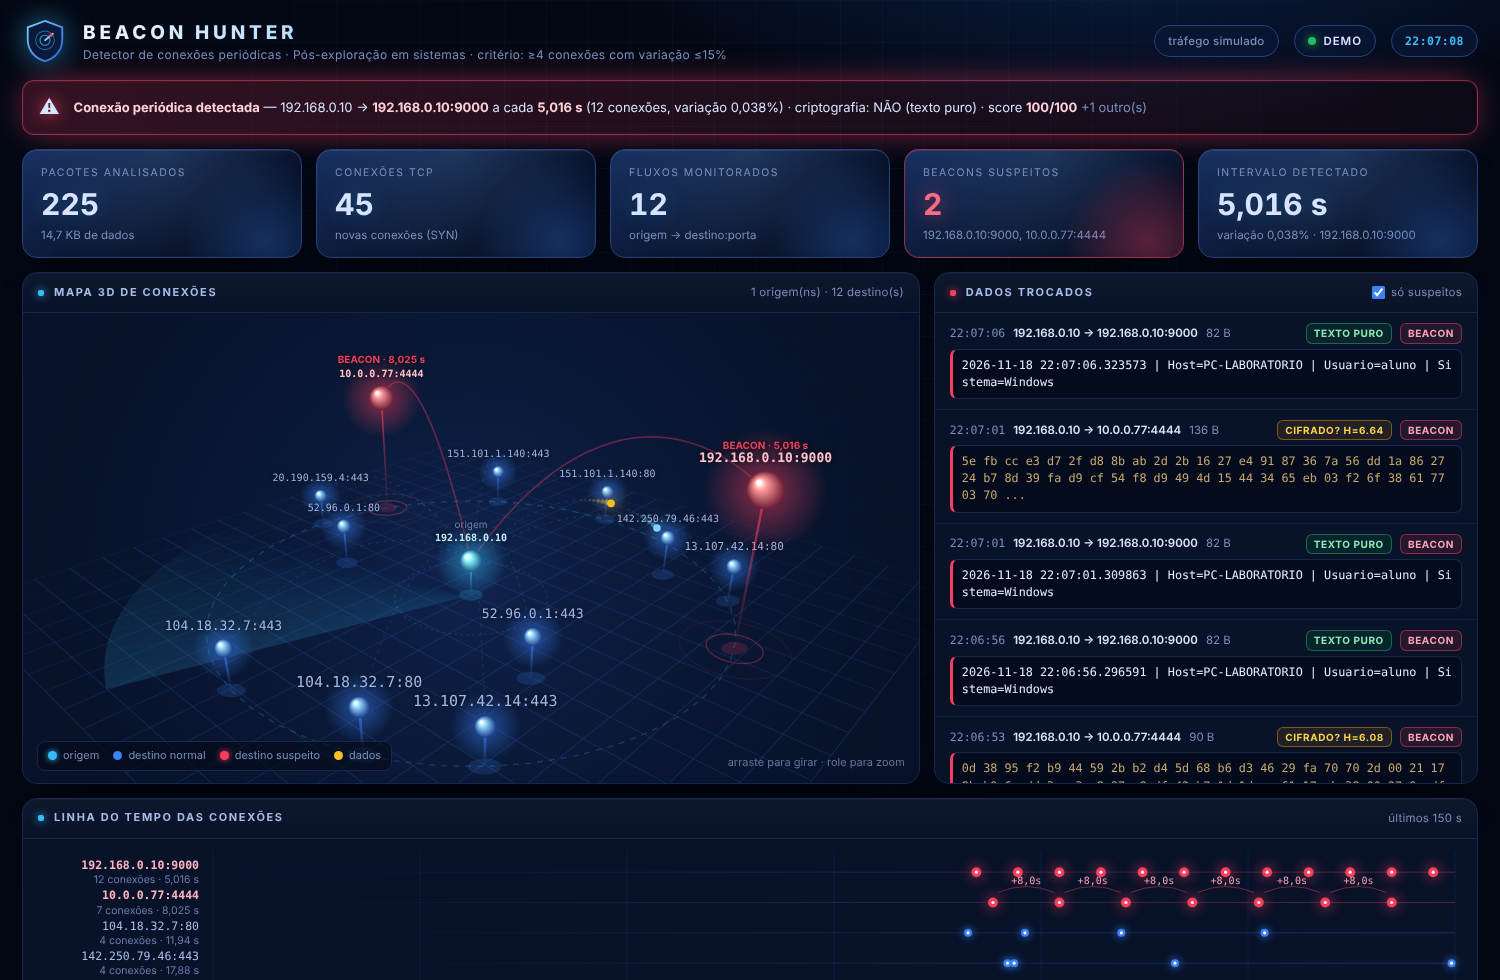 BEACON HUNTER
Detector de conexões periódicas · Pós-exploração em sistemas · critério: ≥4 conexões com variação ≤15%
tráfego simulado
DEMO
22:07:08
Conexão periódica detectada — 192.168.0.10 → 192.168.0.10:9000 a cada 5,016 s (12 conexões, variação 0,038%) · criptografia: NÃO (texto puro) · score 100/100 +1 outro(s)
PACOTES ANALISADOS
225
14,7 KB de dados
CONEXÕES TCP
45
novas conexões (SYN)
FLUXOS MONITORADOS
12
origem → destino:porta
BEACONS SUSPEITOS
2
192.168.0.10:9000, 10.0.0.77:4444
INTERVALO DETECTADO
5,016 s
variação 0,038% · 192.168.0.10:9000
MAPA 3D DE CONEXÕES
1 origem(ns) · 12 destino(s)
BEACON · 8,025 s
10.0.0.77:4444
BEACON · 5,016 s
192.168.0.10:9000
151.101.1.140:443
151.101.1.140:80
20.190.159.4:443
52.96.0.1:80
142.250.79.46:443
origem
192.168.0.10
13.107.42.14:80
52.96.0.1:443
104.18.32.7:443
104.18.32.7:80
13.107.42.14:443
origem
destino normal
destino suspeito
dados
arraste para girar · role para zoom
DADOS TROCADOS
só suspeitos
22:07:06 192.168.0.10 → 192.168.0.10:9000 82 B TEXTO PURO BEACON
2026-11-18 22:07:06.323573 | Host=PC-LABORATORIO | Usuario=aluno | Si
stema=Windows
22:07:01 192.168.0.10 → 10.0.0.77:4444 136 B CIFRADO? H=6.64 BEACON
5e fb cc e3 d7 2f d8 8b ab 2d 2b 16 27 e4 91 87 36 7a 56 dd 1a 86 27
24 b7 8d 39 fa d9 cf 54 f8 d9 49 4d 15 44 34 65 eb 03 f2 6f 38 61 77
03 70 ...
22:07:01 192.168.0.10 → 192.168.0.10:9000 82 B TEXTO PURO BEACON
2026-11-18 22:07:01.309863 | Host=PC-LABORATORIO | Usuario=aluno | Si
stema=Windows
22:06:56 192.168.0.10 → 192.168.0.10:9000 82 B TEXTO PURO BEACON
2026-11-18 22:06:56.296591 | Host=PC-LABORATORIO | Usuario=aluno | Si
stema=Windows
22:06:53 192.168.0.10 → 10.0.0.77:4444 90 B CIFRADO? H=6.08 BEACON
0d 38 95 f2 b9 44 59 2b b2 d4 5d 68 b6 d3 46 29 fa 70 70 2d 00 21 17
LINHA DO TEMPO DAS CONEXÕES
últimos 150 s
192.168.0.10:9000
12 conexões · 5,016 s
10.0.0.77:4444
7 conexões · 8,025 s
104.18.32.7:80
4 conexões · 11,94 s
142.250.79.46:443
4 conexões · 17,88 s
+8,0s
+8,0s
+8,0s
+8,0s
+8,0s
+8,0s